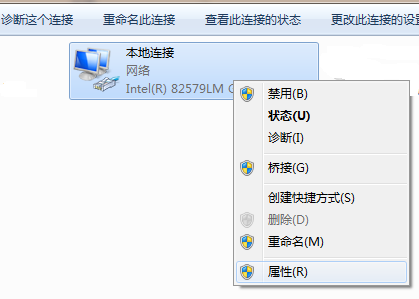 诊断这个连接 重命名此连接 查看此连接的状态 更改此连接的设
本地连接
网络
Intel(R) 82579LM
禁用(B)
状态(U)
诊断(I)
桥接(G)
创建快捷方式(S)
删除(D)
重命名(M)
属性(R)